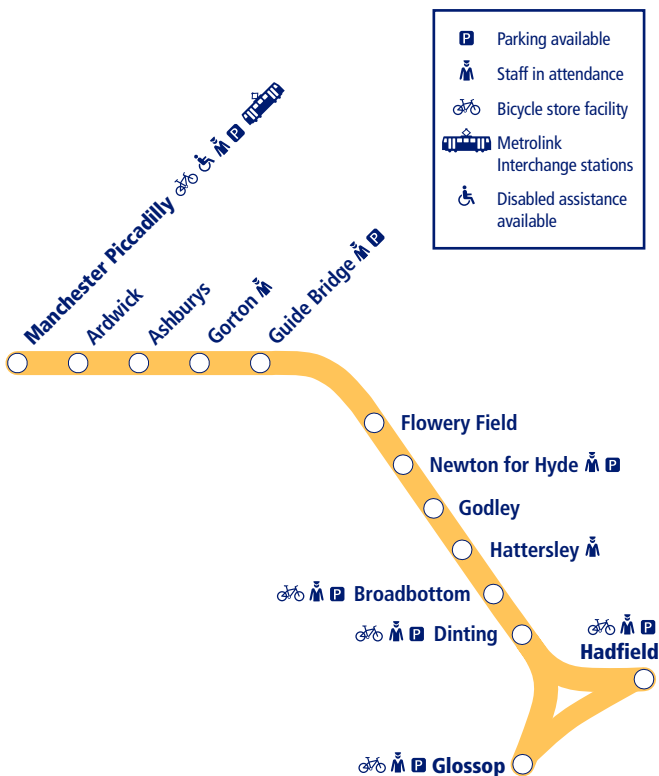 P Parking available
Staff in attendance
Bicycle store facility
Metrolink
Interchange stations
Disabled assistance
available
Manchester Piccadilly P
Ardwick
Ashburys
Gorton
Guide Bridge P
Flowery Field
Newton for Hyde P
Godley
Hattersley
P Broadbottom
P Dinting
P
Hadfield
P Glossop